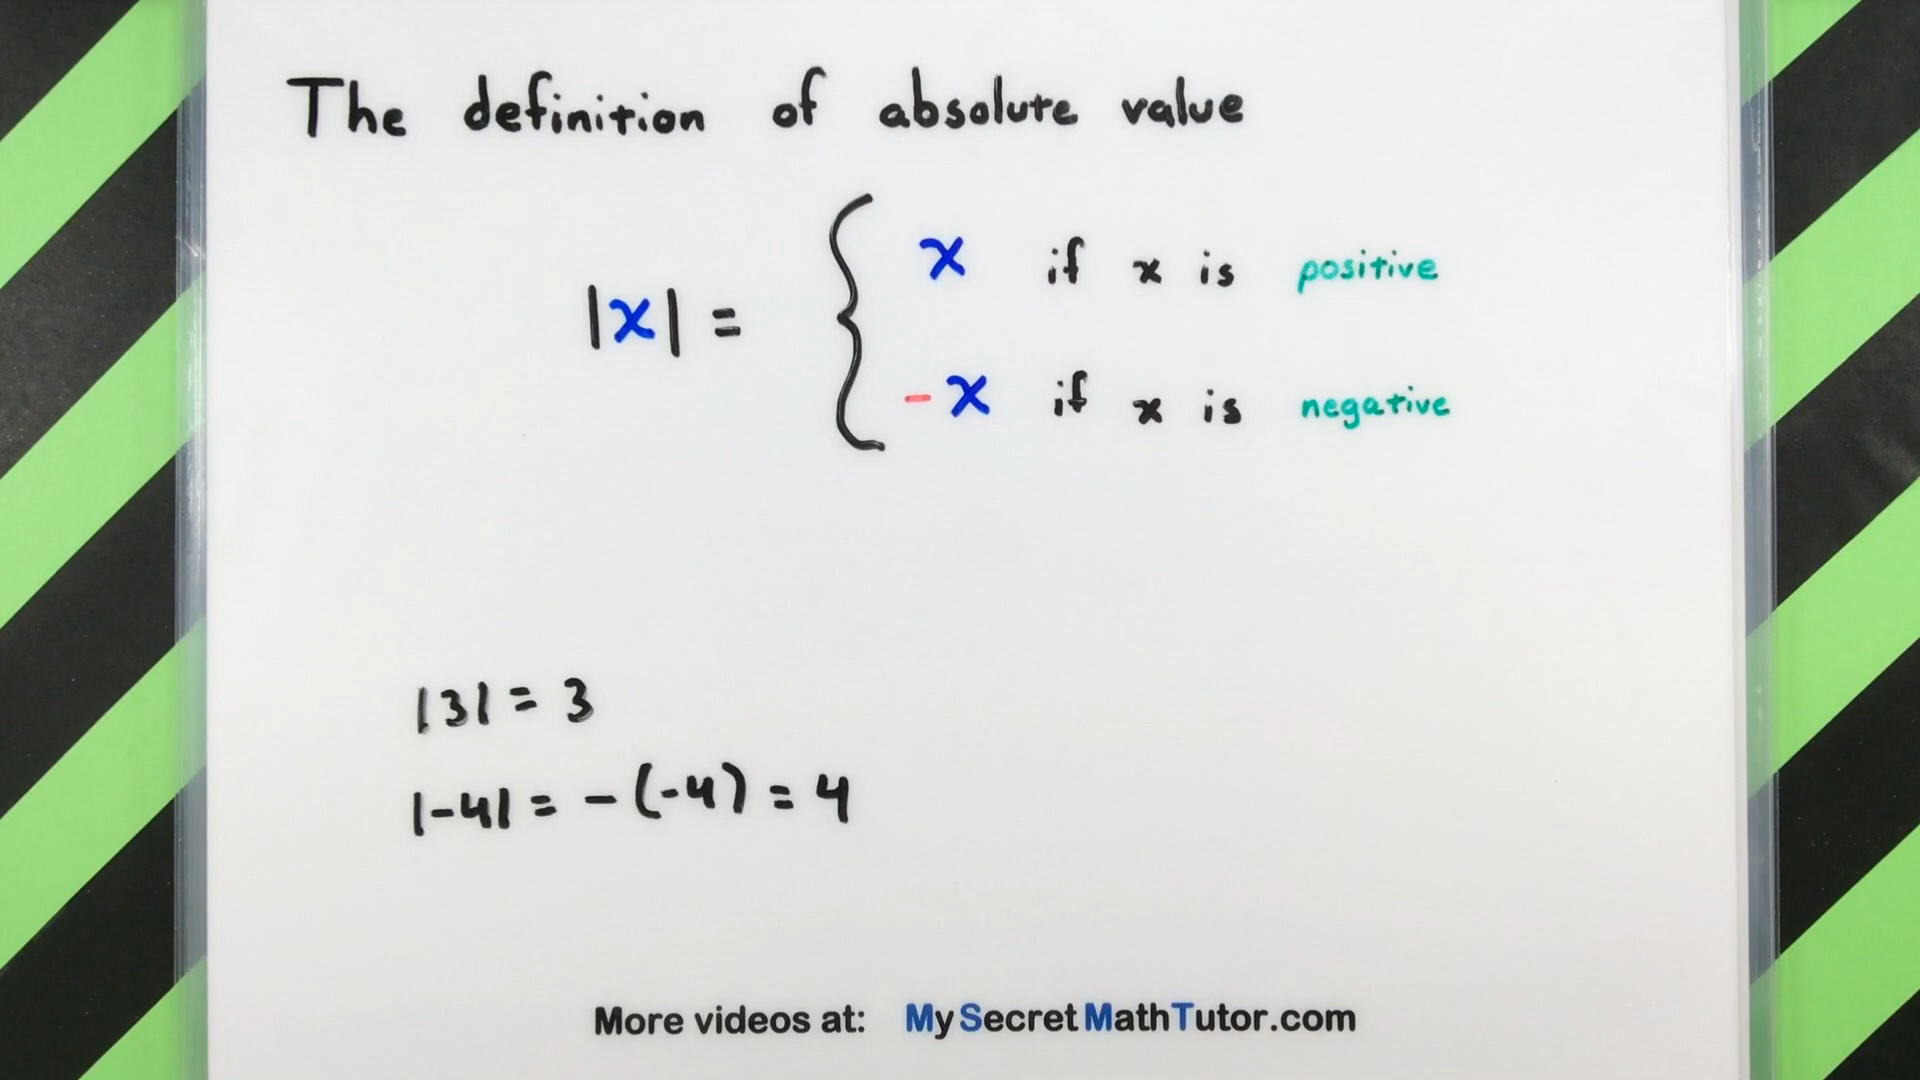 The definition of absolute value
|x| = { x if x is positive
-x if x is negative
|3| = 3
|-4| = -(-4) = 4
More videos at: MySecretMathTutor.com